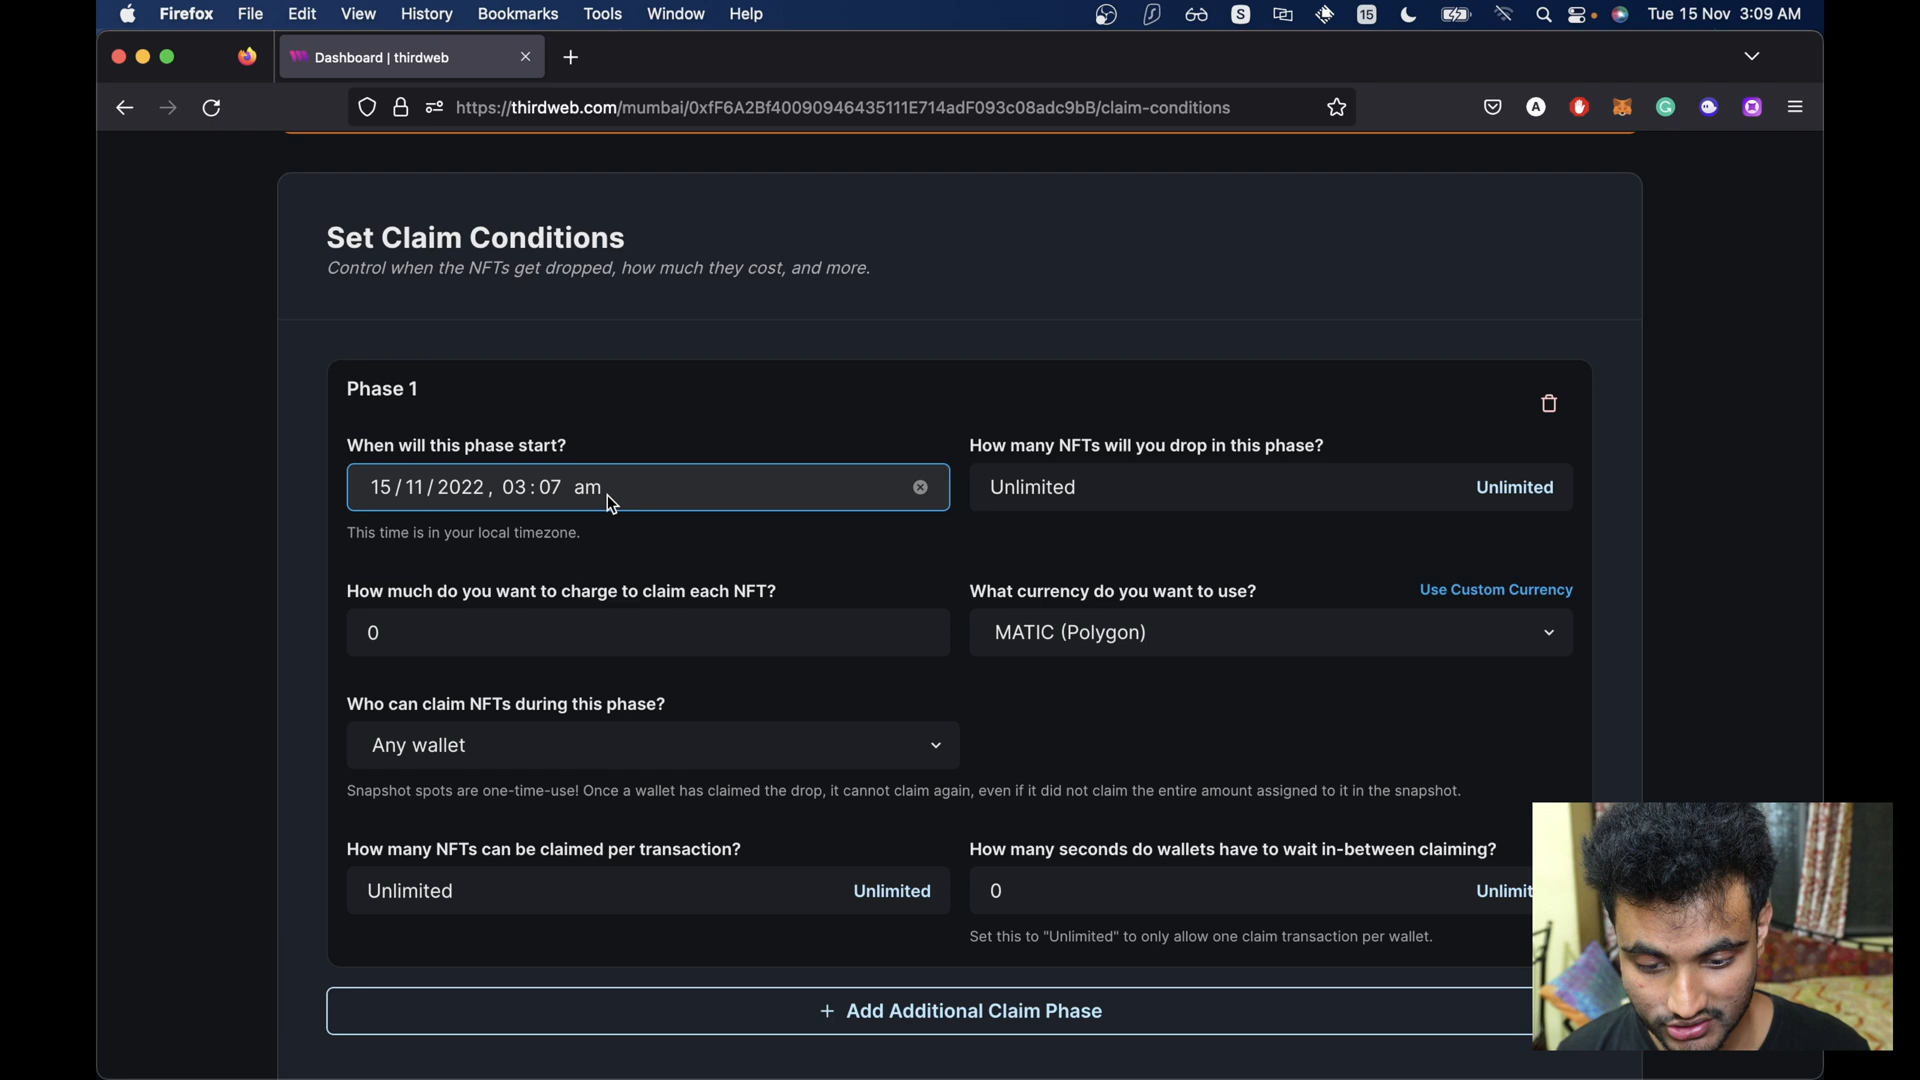 Firefox File Edit View History Bookmarks Tools Window Help S 15 Tue 15 Nov 3:09 AM
Dashboard | thirdweb
https://thirdweb.com/mumbai/0xfF6A2Bf40090946435111E714adF093c08adc9bB/claim-conditions A G
Set Claim Conditions
Control when the NFTs get dropped, how much they cost, and more.
Phase 1
When will this phase start? How many NFTs will you drop in this phase?
15/11/2022, 03:07 am Unlimited Unlimited
This time is in your local timezone.
How much do you want to charge to claim each NFT? What currency do you want to use? Use Custom Currency
0 MATIC (Polygon)
Who can claim NFTs during this phase?
Any wallet
Snapshot spots are one-time-use! Once a wallet has claimed the drop, it cannot claim again, even if it did not claim the entire amount assigned to it in the snapshot.
How many NFTs can be claimed per transaction? How many seconds do wallets have to wait in-between claiming?
Unlimited Unlimited 0 Unlimit
Set this to "Unlimited" to only allow one claim transaction per wallet.
+ Add Additional Claim Phase